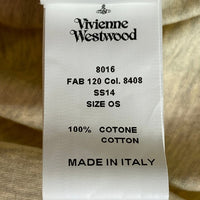 Vivienne
Westwood
8016
FAB 120 Col. 8408
SS14
SIZE OS
100% COTONE
COTTON
MADE IN ITALY